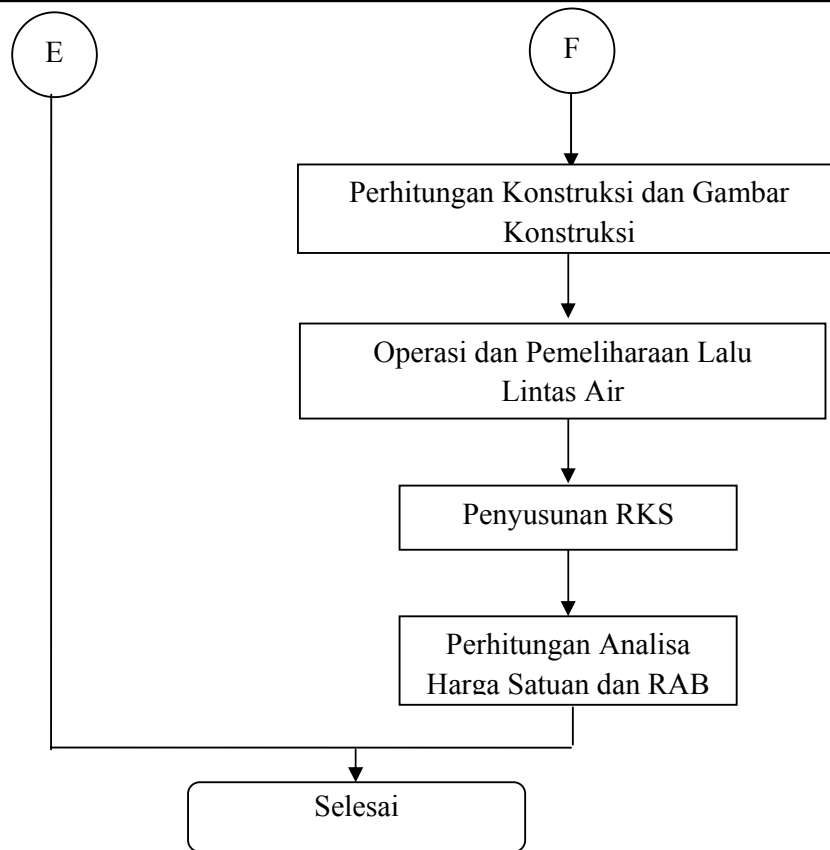 E
F
Perhitungan Konstruksi dan Gambar
Konstruksi
Operasi dan Pemeliharaan Lalu
Lintas Air
Penyusunan RKS
Perhitungan Analisa
Harga Satuan dan RAB
Selesai